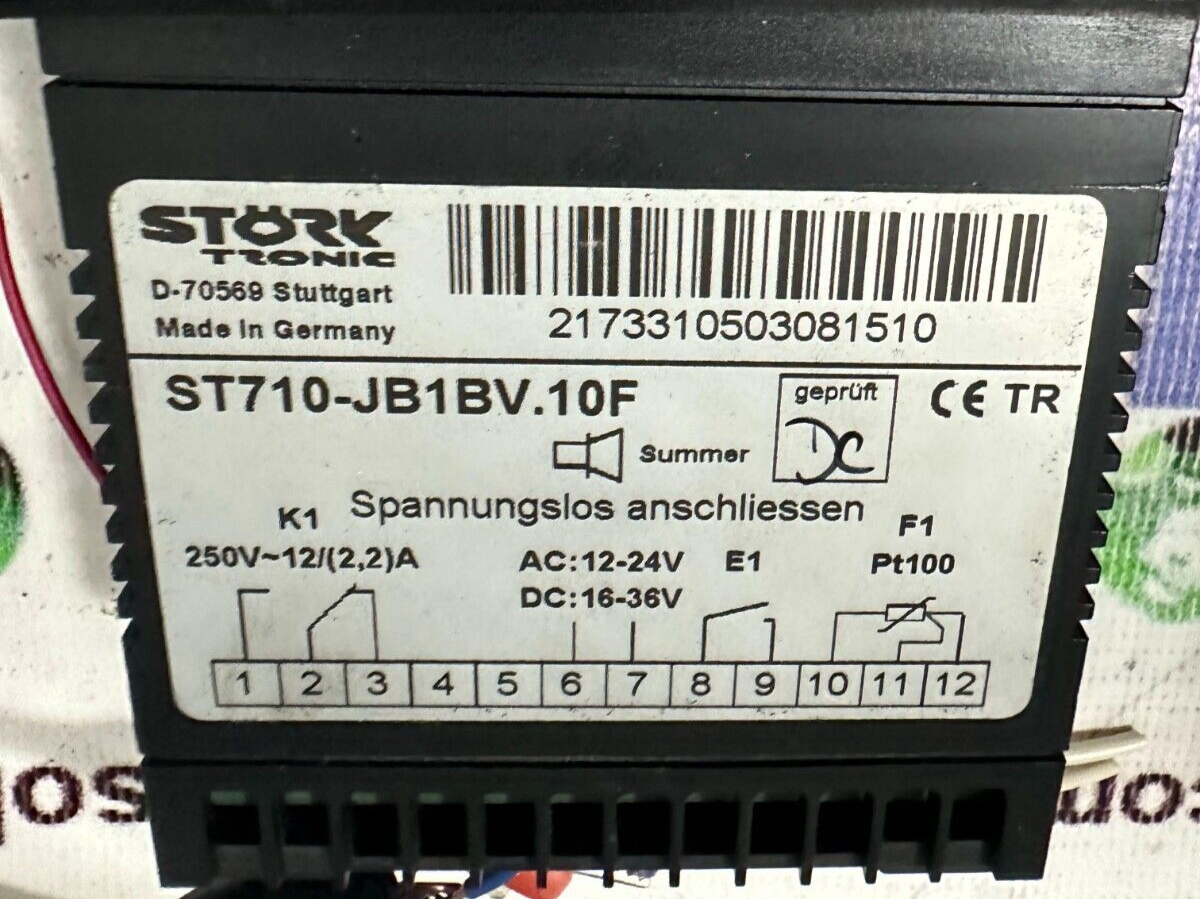 STÖRK
TRONIC
D-70569 Stuttgart
Made In Germany
2173310503081510
ST710-JB1BV.10F
geprüft
DC
CE TR
Summer
Spannungslos anschliessen
K1
F1
250V~12/(2,2)A
AC:12-24V
E1
Pt100
DC:16-36V
1 2 3 4 5 6 7 8 9 10 11 12